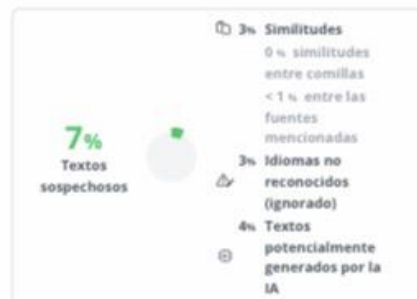 7%
Textos
sospechosos
3% Similitudes
0 % similitudes
entre comillas
< 1 % entre las
fuentes
mencionadas
3% Idiomas no
reconocidos
(ignorado)
4% Textos
potencialmente
generados por la
IA